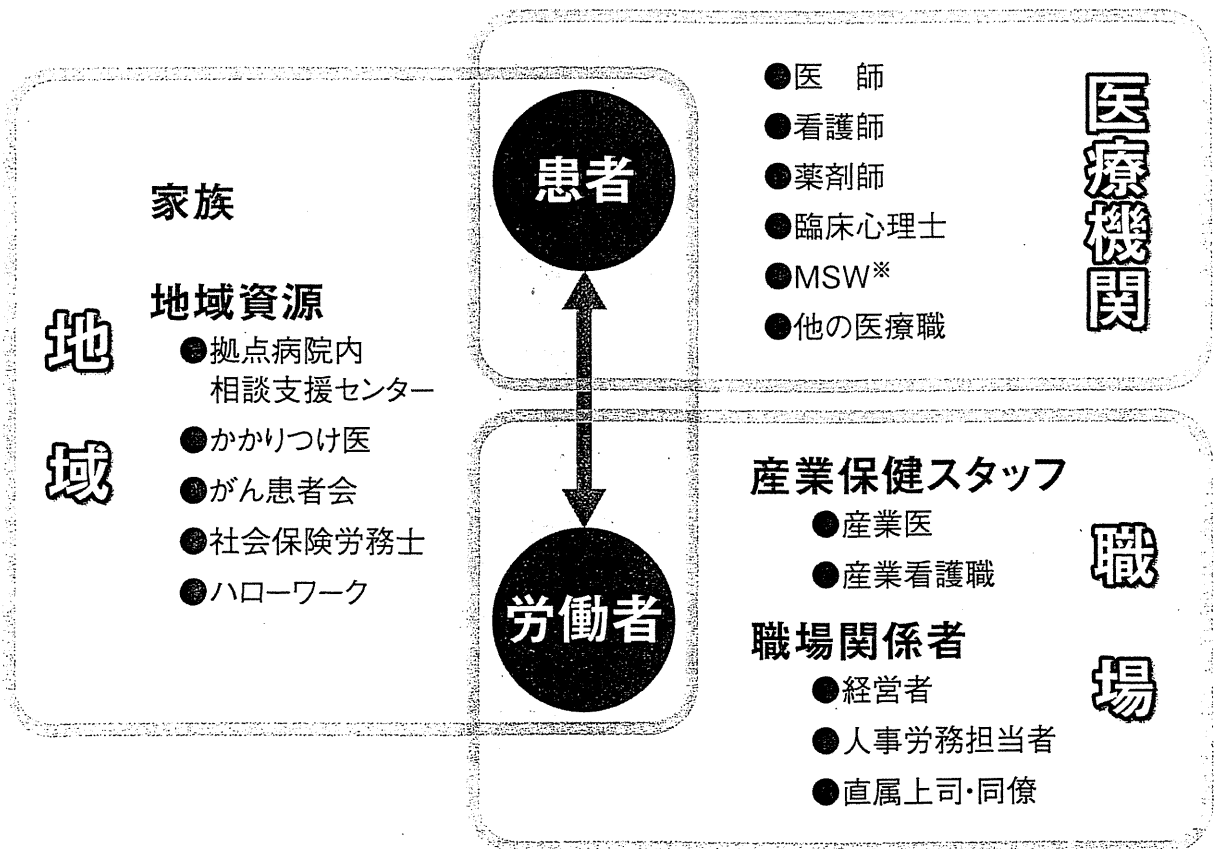 地域
家族
地域資源
●拠点病院内
相談支援センター
●かかりつけ医
●がん患者会
●社会保険労務士
●ハローワーク
患者
労働者
医療機関
●医　師
●看護師
●薬剤師
●臨床心理士
●MSW※
●他の医療職
職場
産業保健スタッフ
●産業医
●産業看護職
職場関係者
●経営者
●人事労務担当者
●直属上司・同僚